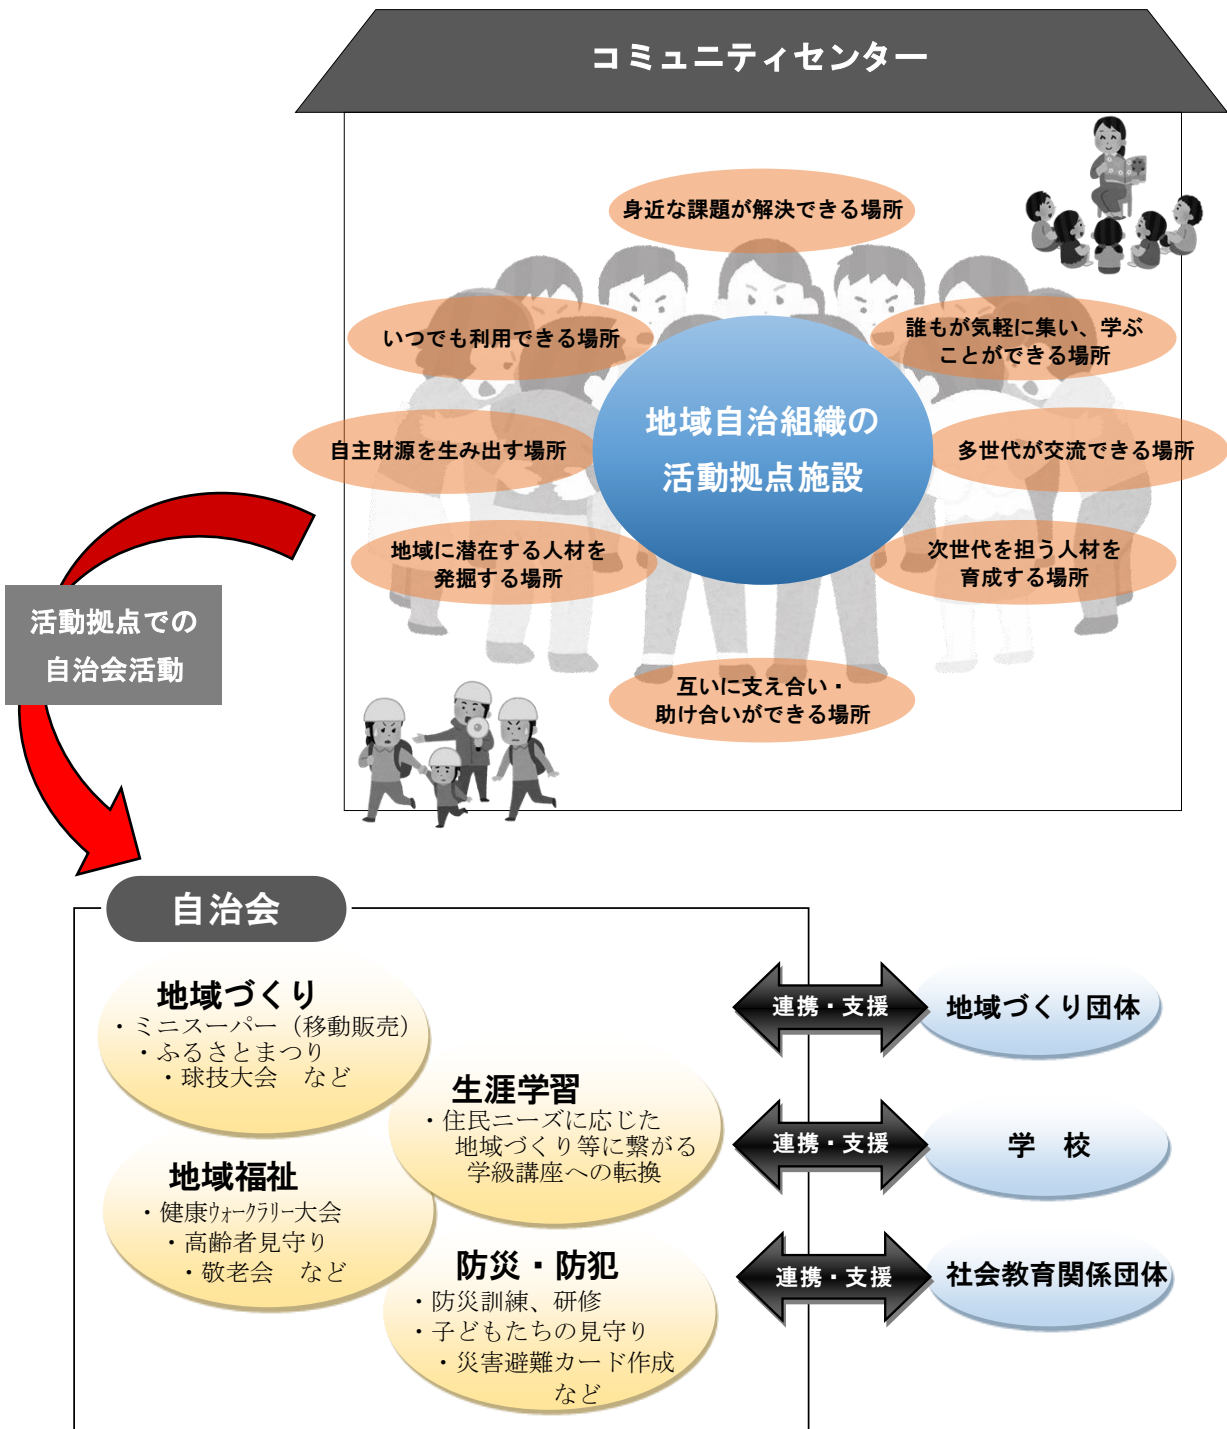 コミュニティセンター
身近な課題が解決できる場所
いつでも利用できる場所
誰もが気軽に集い、学ぶ
ことができる場所
地域自治組織の
活動拠点施設
自主財源を生み出す場所
多世代が交流できる場所
地域に潜在する人材を
発掘する場所
次世代を担う人材を
育成する場所
互いに支え合い・
助け合いができる場所
活動拠点での
自治会活動
自治会
地域づくり
・ミニスーパー（移動販売）
・ふるさとまつり
・球技大会　など
生涯学習
・住民ニーズに応じた
地域づくり等に繋がる
学級講座への転換
地域福祉
・健康ｳｫｰｸﾗﾘｰ大会
・高齢者見守り
・敬老会　など
防災・防犯
・防災訓練、研修
・子どもたちの見守り
・災害避難カード作成
など
連携・支援
地域づくり団体
連携・支援
学　校
連携・支援
社会教育関係団体